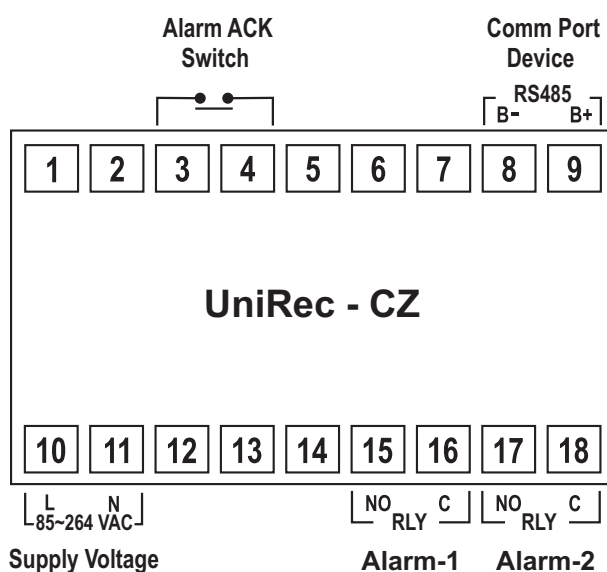 Alarm ACK
Switch
Comm Port
Device
RS485
B- B+
1 2 3 4 5 6 7 8 9
UniRec - CZ
10 11 12 13 14 15 16 17 18
L N
85~264 VAC
NO C NO C
RLY RLY
Supply Voltage Alarm-1 Alarm-2